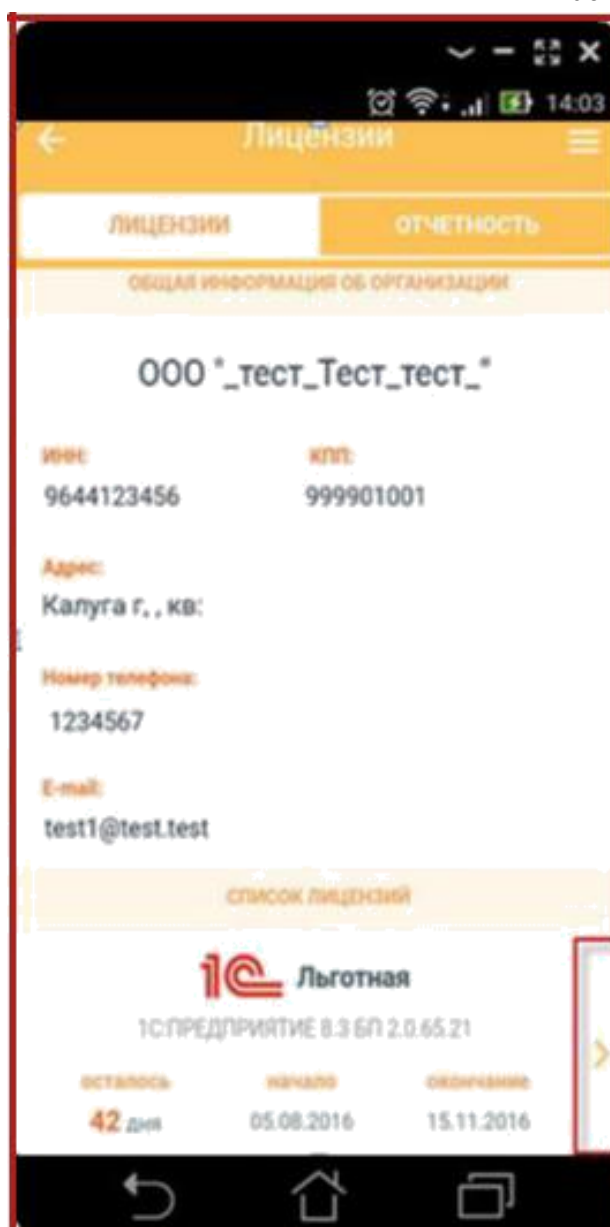 14:03
Лицензии
ЛИЦЕНЗИИ ОТЧЕТНОСТЬ
ОБЩАЯ ИНФОРМАЦИЯ ОБ ОРГАНИЗАЦИИ
ООО "_тест_Тест_тест_"
ИНН: КПП:
9644123456 999901001
Адрес:
Калуга г, , кв:
Номер телефона:
1234567
E-mail:
test1@test.test
СПИСОК ЛИЦЕНЗИЙ
1С Льготная
1С:ПРЕДПРИЯТИЕ 8.3 БП 2.0.65.21
осталось начало окончание
42 дня 05.08.2016 15.11.2016